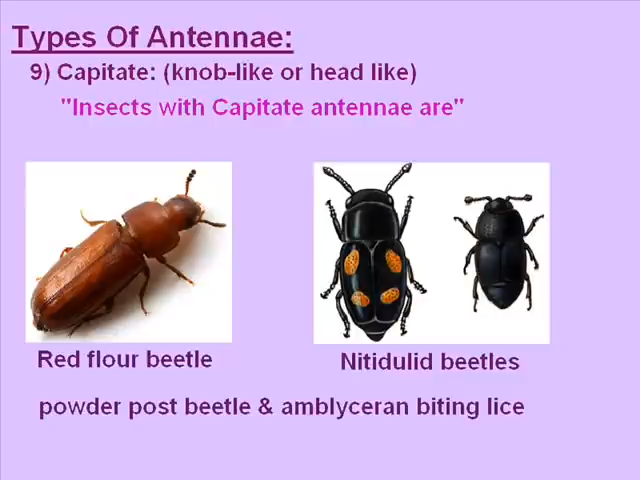 Types Of Antennae:
9) Capitate: (knob-like or head like)
"Insects with Capitate antennae are"
Red flour beetle
Nitidulid beetles
powder post beetle & amblyceran biting lice